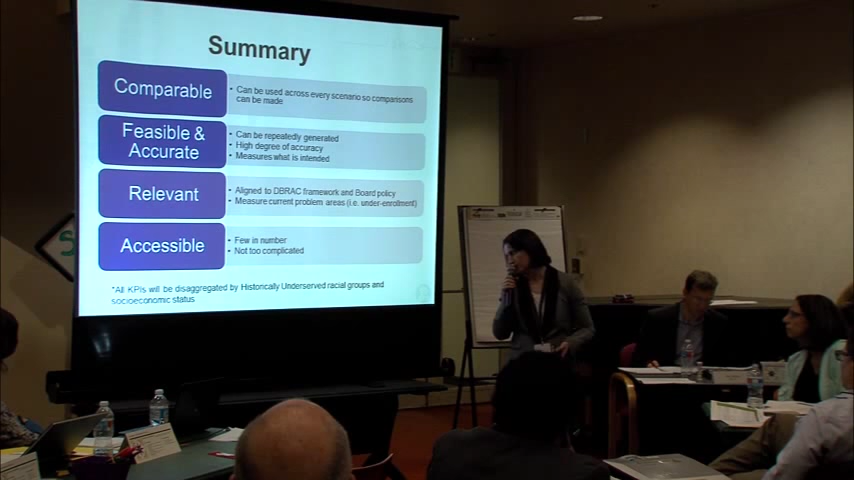 Summary
Comparable
• Can be used across every scenario so comparisons
can be made
Feasible &
Accurate
• Can be repeatedly generated
• High degree of accuracy
• Measures what is intended
Relevant
• Aligned to DBRAC framework and Board policy
• Measure current problem areas (i.e. under-enrollment)
Accessible
• Few in number
• Not too complicated
*All KPIs will be disaggregated by Historically Underserved racial groups and
socioeconomic status